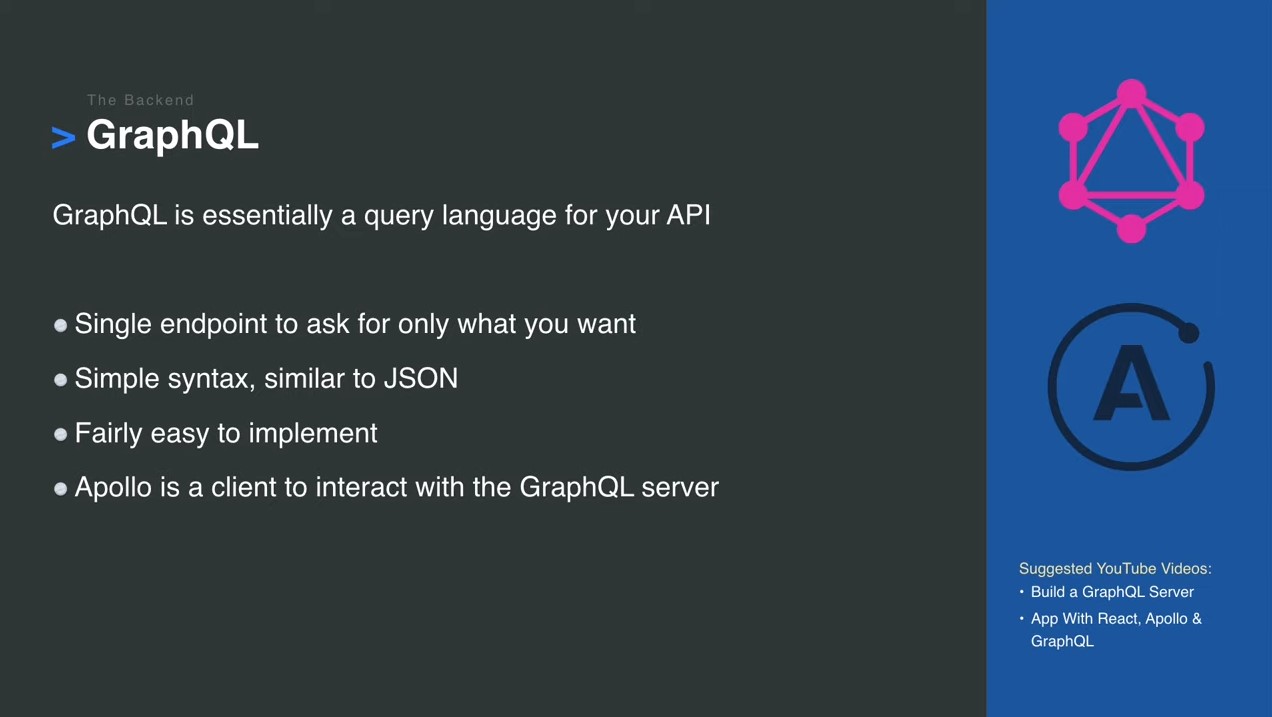 The Backend
> GraphQL
GraphQL is essentially a query language for your API
Single endpoint to ask for only what you want
Simple syntax, similar to JSON
Fairly easy to implement
Apollo is a client to interact with the GraphQL server
A
Suggested YouTube Videos:
• Build a GraphQL Server
• App With React, Apollo &
GraphQL